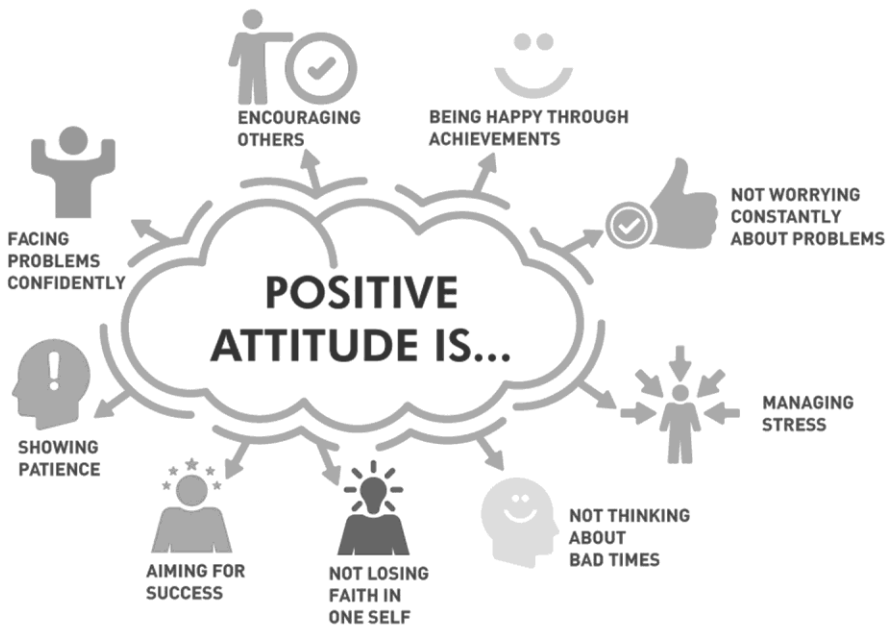 POSITIVE
ATTITUDE IS...
ENCOURAGING
OTHERS
BEING HAPPY THROUGH
ACHIEVEMENTS
NOT WORRYING
CONSTANTLY
ABOUT PROBLEMS
MANAGING
STRESS
NOT THINKING
ABOUT
BAD TIMES
NOT LOSING
FAITH IN
ONE SELF
AIMING FOR
SUCCESS
SHOWING
PATIENCE
FACING
PROBLEMS
CONFIDENTLY